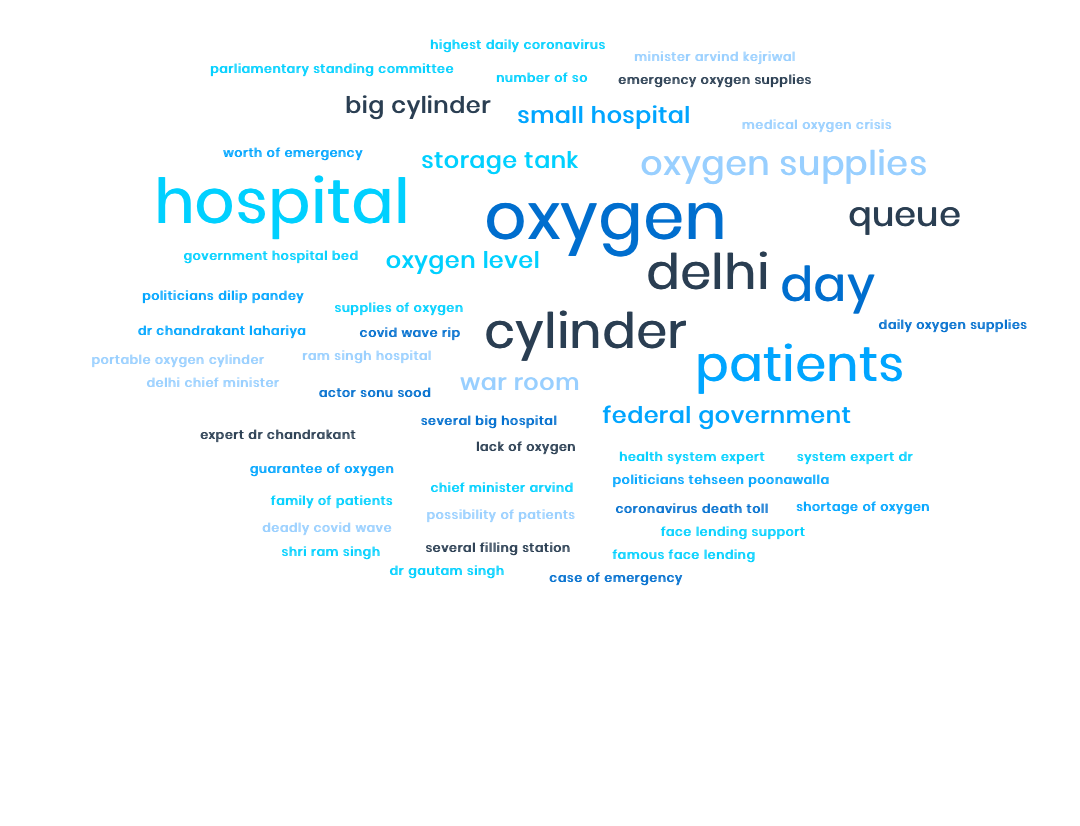 highest daily coronavirus
minister arvind kejriwal
parliamentary standing committee
number of so
emergency oxygen supplies
big cylinder
small hospital
medical oxygen crisis
worth of emergency
storage tank
oxygen supplies
hospital
oxygen
queue
government hospital bed
oxygen level
delhi
day
politicians dilip pandey
supplies of oxygen
dr chandrakant lahariya
covid wave rip
cylinder
daily oxygen supplies
portable oxygen cylinder
ram singh hospital
patients
delhi chief minister
actor sonu sood
war room
several big hospital
federal government
expert dr chandrakant
lack of oxygen
guarantee of oxygen
health system expert
system expert dr
chief minister arvind
politicians tehseen poonawalla
family of patients
possibility of patients
coronavirus death toll
shortage of oxygen
deadly covid wave
face lending support
shri ram singh
several filling station
famous face lending
dr gautam singh
case of emergency